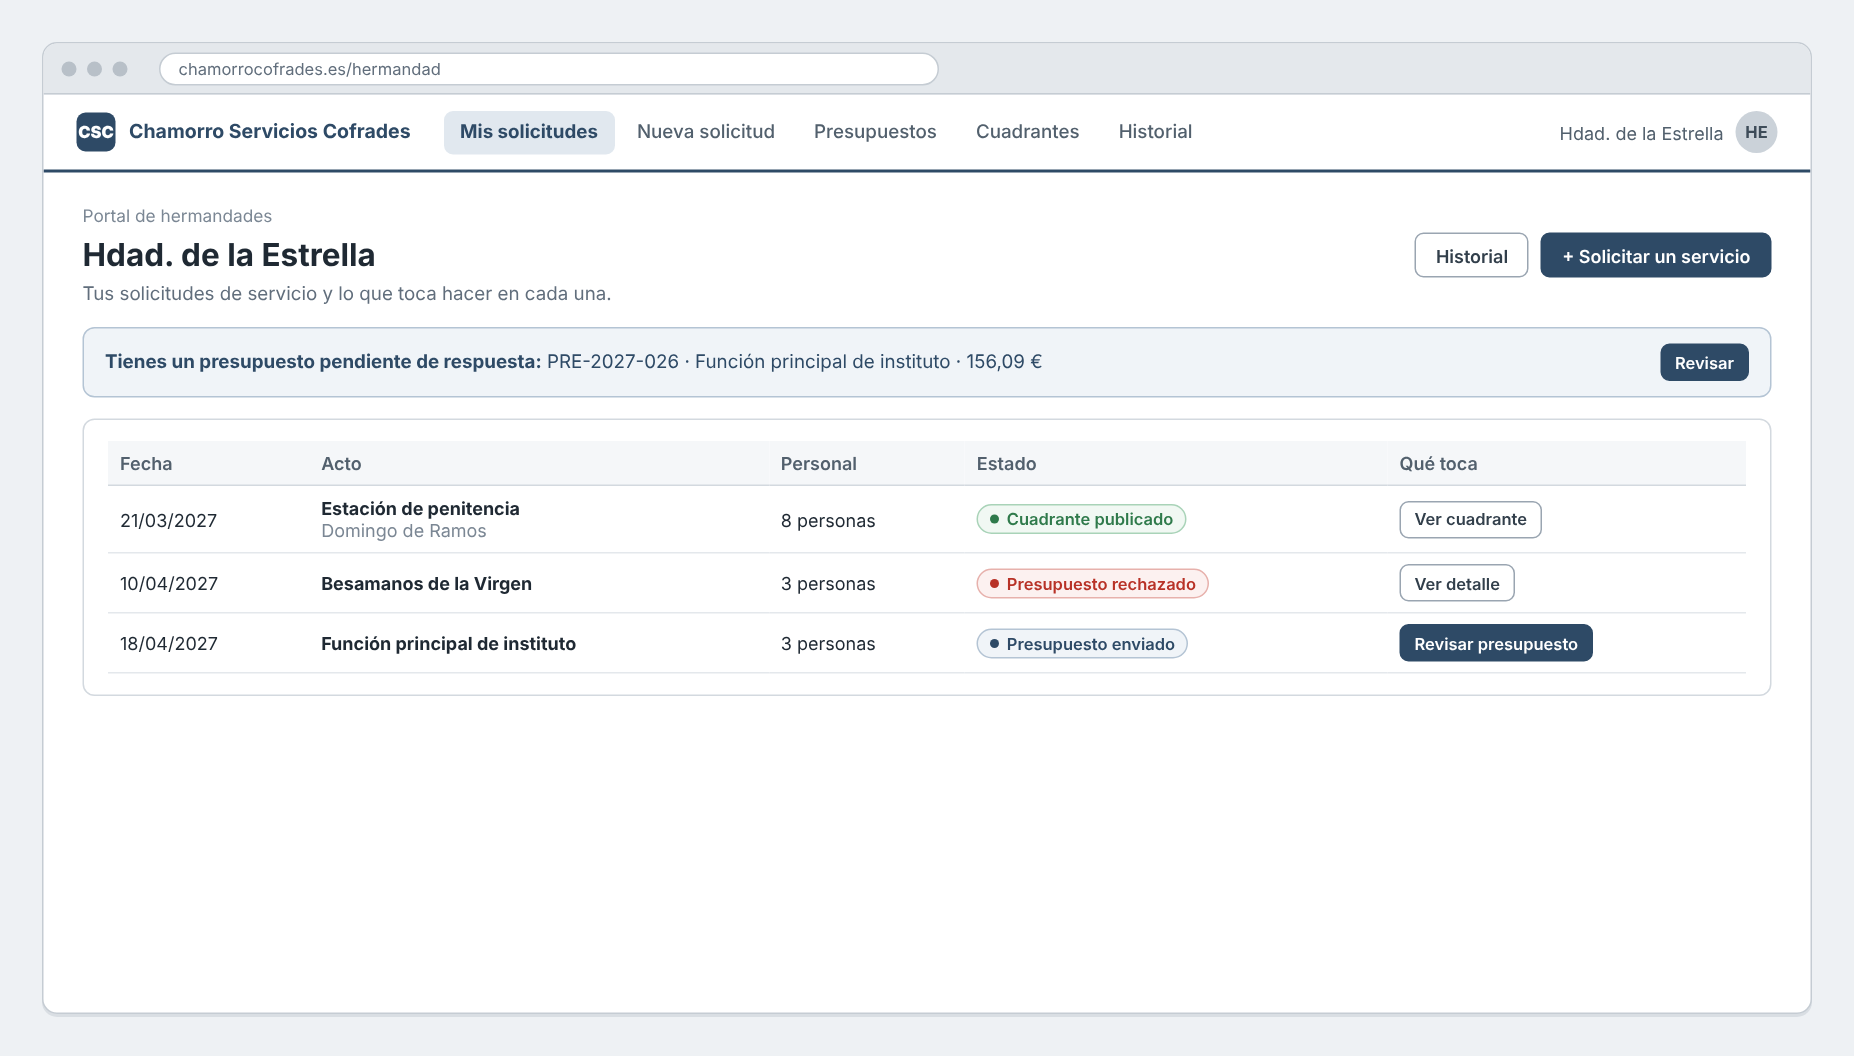 chamorrocofrades.es/hermandad
CSC Chamorro Servicios Cofrades Mis solicitudes Nueva solicitud Presupuestos Cuadrantes Historial Hdad. de la Estrella HE
Portal de hermandades
Hdad. de la Estrella
Historial + Solicitar un servicio
Tus solicitudes de servicio y lo que toca hacer en cada una.
Tienes un presupuesto pendiente de respuesta: PRE-2027-026 · Función principal de instituto · 156,09 € Revisar
Fecha Acto Personal Estado Qué toca
21/03/2027 Estación de penitencia 8 personas Cuadrante publicado Ver cuadrante
Domingo de Ramos
10/04/2027 Besamanos de la Virgen 3 personas Presupuesto rechazado Ver detalle
18/04/2027 Función principal de instituto 3 personas Presupuesto enviado Revisar presupuesto